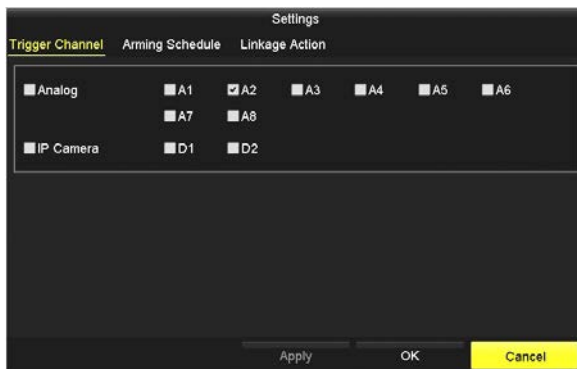 Settings
Trigger Channel Arming Schedule Linkage Action
Analog A1 A2 A3 A4 A5 A6
A7 A8
IP Camera D1 D2
Apply OK Cancel